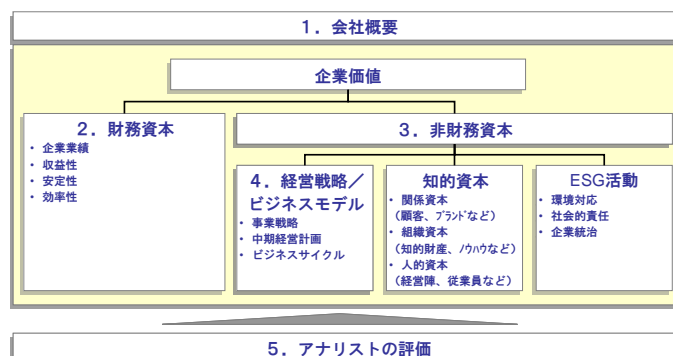 １．会社概要
企業価値
２．財務資本
・ 企業業績
・ 収益性
・ 安定性
・ 効率性
３．非財務資本
４．経営戦略／
ビジネスモデル
・ 事業戦略
・ 中期経営計画
・ ビジネスサイクル
知的資本
・ 関係資本
（顧客、ﾌﾞﾗﾝﾄﾞなど）
・ 組織資本
（知的財産、ﾉｳﾊｳなど）
・ 人的資本
（経営陣、従業員など）
ESG活動
・ 環境対応
・ 社会的責任
・ 企業統治
５．アナリストの評価